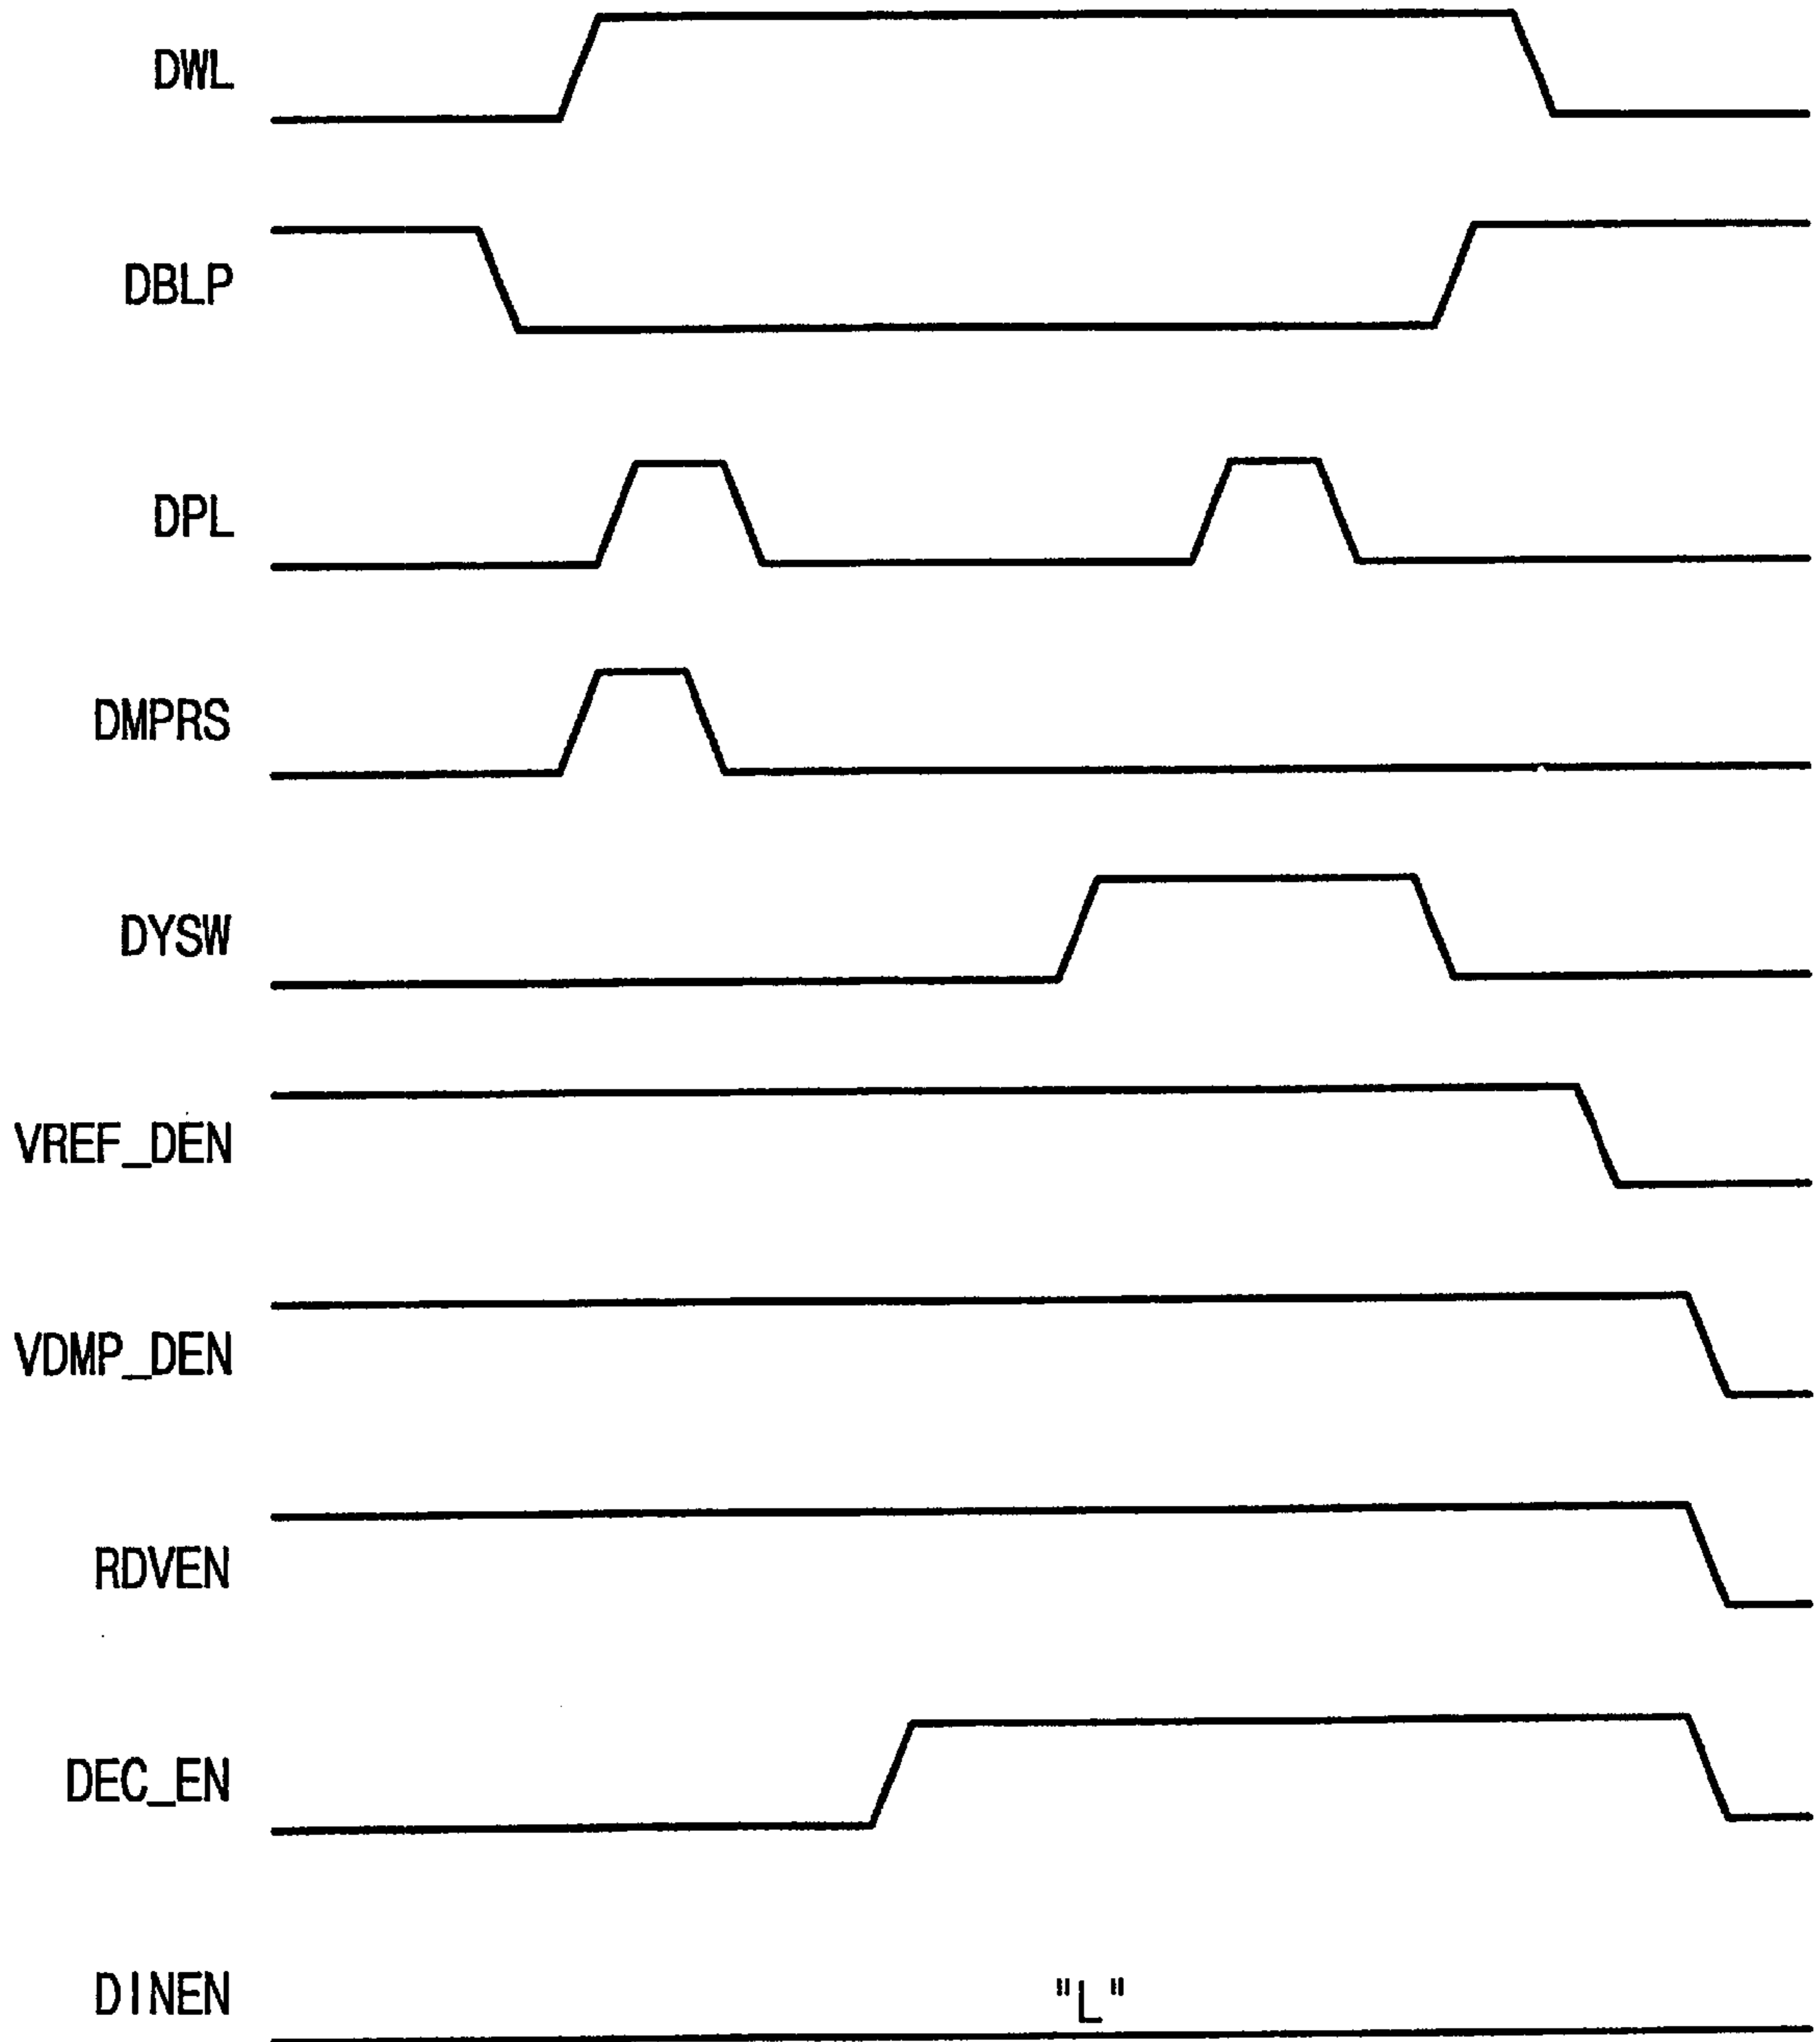 DWL
DBLP
DPL
DMPRS
DYSW
VREF_DEN
VDMP_DEN
RDVEN
DEC_EN
DINEN "L"